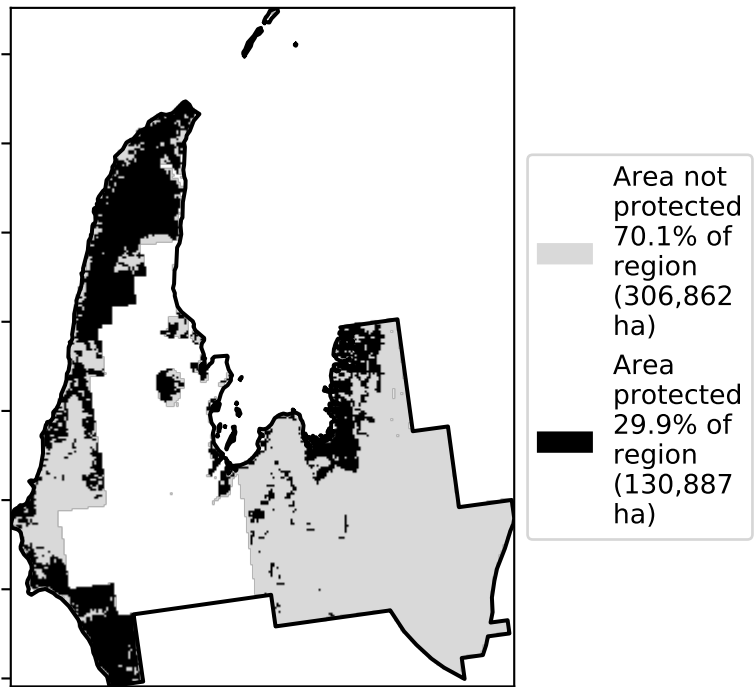 Area not
protected
70.1% of
region
(306,862
ha)
Area
protected
29.9% of
region
(130,887
ha)